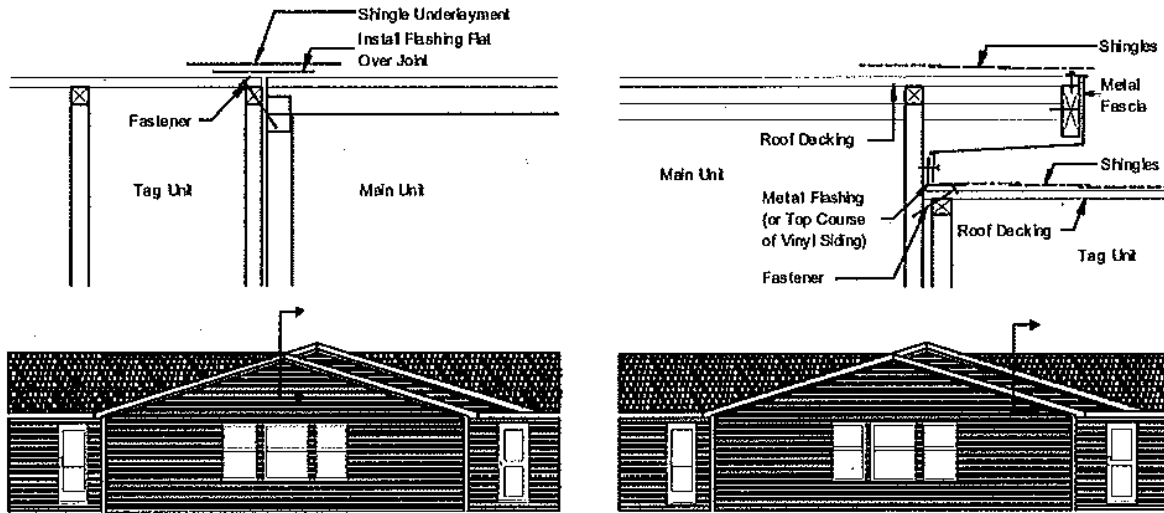 Shingle Underlayment
Install Flashing Flat
Over Joint
Fastener
Tag Unit
Main Unit
Shingles
Metal
Fascia
Roof Decking
Main Unit
Shingles
Metal Flashing
(or Top Course
of Vinyl Siding)
Roof Decking
Tag Unit
Fastener